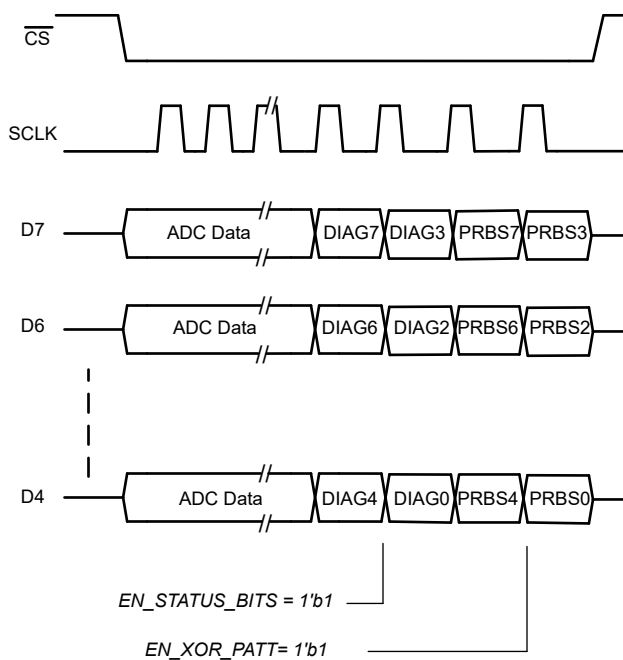 CS
SCLK
D7 ADC Data DIAG7 DIAG3 PRBS7 PRBS3
D6 ADC Data DIAG6 DIAG2 PRBS6 PRBS2
D4 ADC Data DIAG4 DIAG0 PRBS4 PRBS0
EN_STATUS_BITS = 1'b1
EN_XOR_PATT= 1'b1